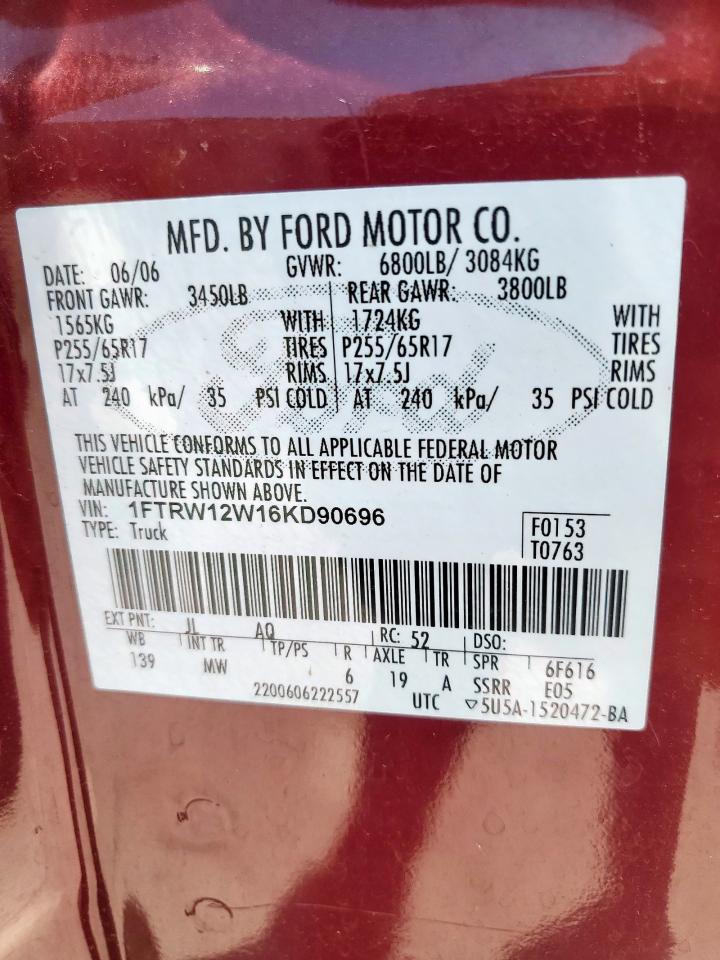 MFD. BY FORD MOTOR CO.
DATE: 06/06 GVWR: 6800LB/ 3084KG
FRONT GAWR: 3450LB REAR GAWR: 3800LB
1565KG WITH 1724KG WITH
P255/65R17 TIRES P255/65R17 TIRES
17x7.5J RIMS 17x7.5J RIMS
AT 240 kPa/ 35 PSI COLD AT 240 kPa/ 35 PSI COLD
Ford
THIS VEHICLE CONFORMS TO ALL APPLICABLE FEDERAL MOTOR
VEHICLE SAFETY STANDARDS IN EFFECT ON THE DATE OF
MANUFACTURE SHOWN ABOVE.
VIN: 1FTRW12W16KD90696
TYPE: Truck
F0153
T0763
EXT PNT: JL AQ RC: 52 DSO:
WB INT TR TP/PS R AXLE TR SPR 6F616
139 MW 6 19 A SSRR E05
2200606222557 UTC ▽5U5A-1520472-BA